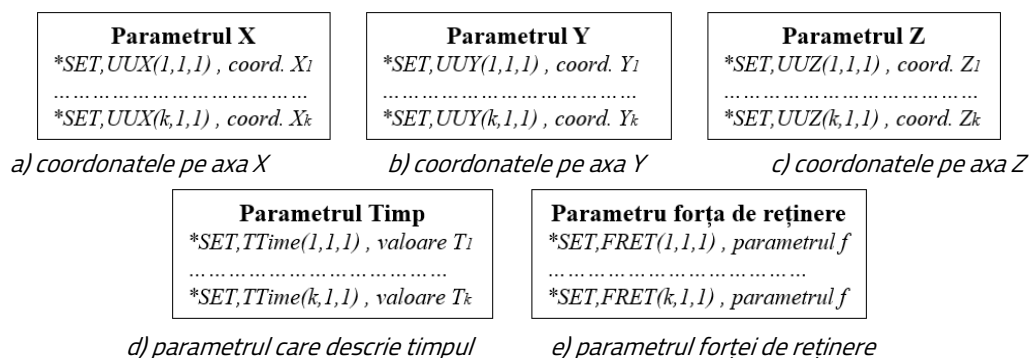 Parametrul X Parametrul Y Parametrul Z
*SET,UUX(1,1,1) , coord. X1 *SET,UUY(1,1,1) , coord. Y1 *SET,UUZ(1,1,1) , coord. Z1
……………………………………… ……………………………………… ………………………………………
*SET,UUX(k,1,1) , coord. Xk *SET,UUY(k,1,1) , coord. Yk *SET,UUZ(k,1,1) , coord. Zk
a) coordonatele pe axa X b) coordonatele pe axa Y c) coordonatele pe axa Z
Parametrul Timp Parametru forța de reținere
*SET,TTime(1,1,1) , valoare T1 *SET,FRET(1,1,1) , parametrul f
……………………………………… ………………………………………
*SET,TTime(k,1,1) , valoare Tk *SET,FRET(k,1,1) , parametrul f
d) parametrul care descrie timpul e) parametrul forței de reținere